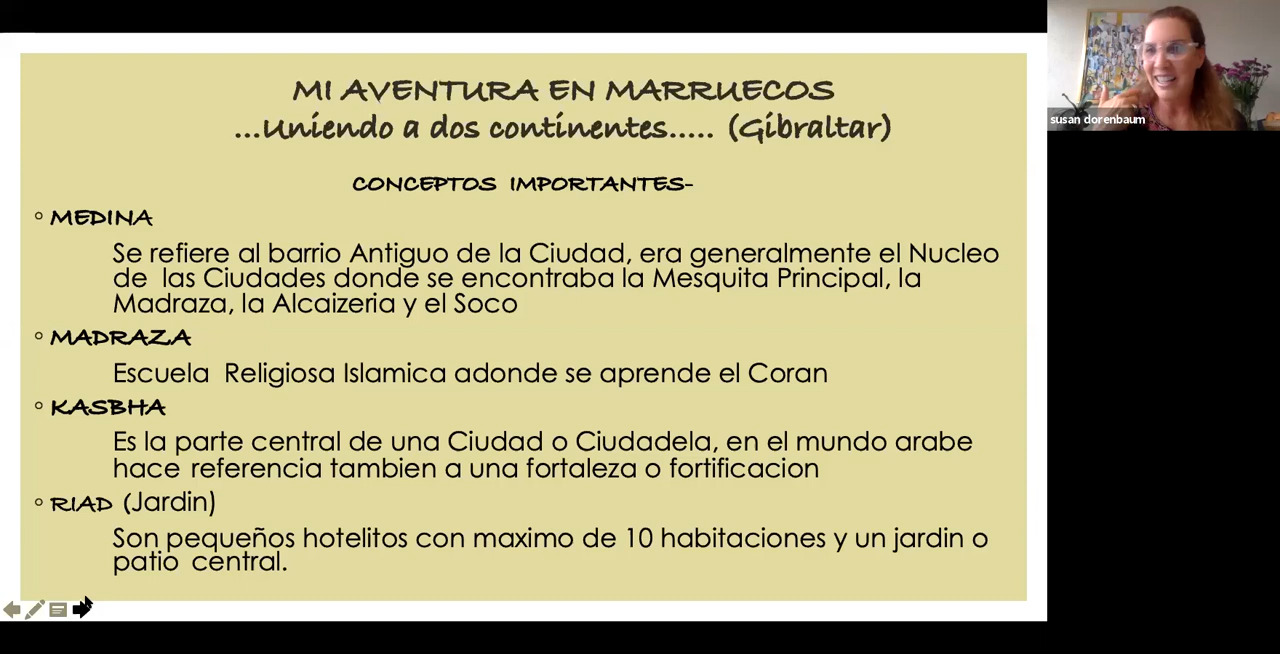 MI AVENTURA EN MARRUECOS
...Uniendo a dos continentes..... (Gibraltar)
CONCEPTOS IMPORTANTES-
MEDINA
Se refiere al barrio Antiguo de la Ciudad, era generalmente el Nucleo
de las Ciudades donde se encontraba la Mesquita Principal, la
Madraza, la Alcaizeria y el Soco
MADRAZA
Escuela Religiosa Islamica adonde se aprende el Coran
KASBHA
Es la parte central de una Ciudad o Ciudadela, en el mundo arabe
hace referencia tambien a una fortaleza o fortificacion
RIAD (Jardin)
Son pequeños hotelitos con maximo de 10 habitaciones y un jardin o
patio central.
susan dorenbaum